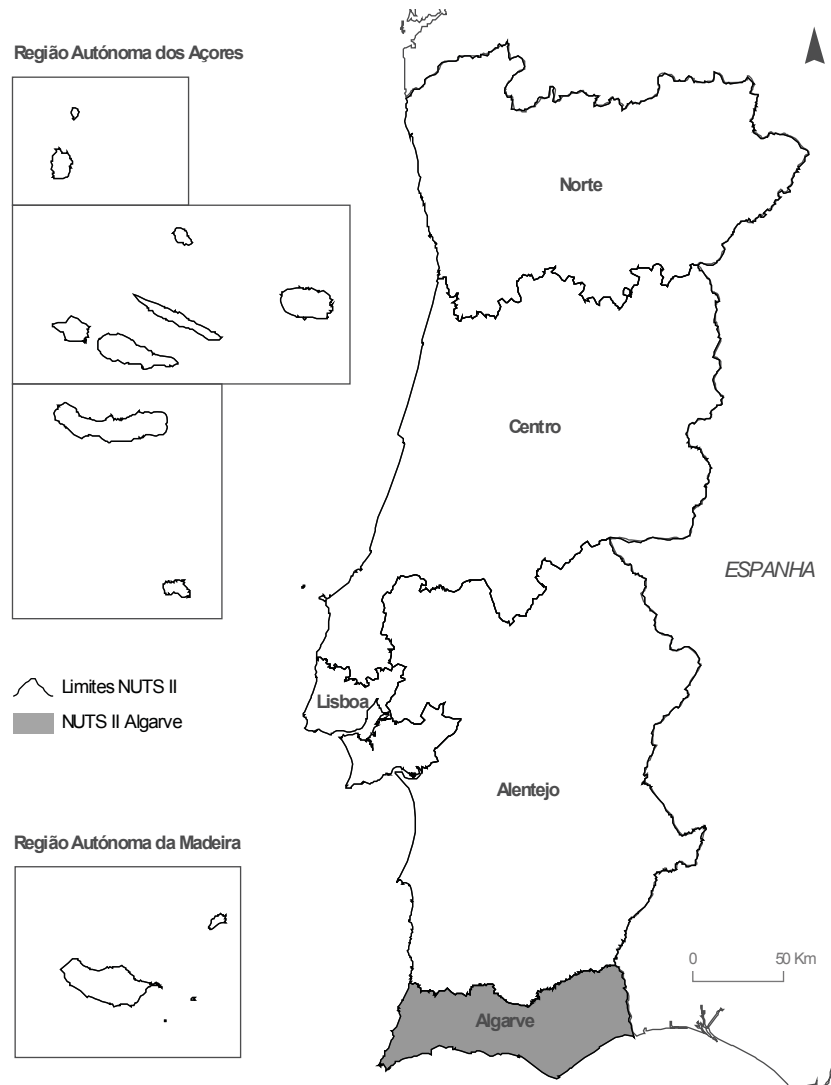 Região Autónoma dos Açores
Norte
Centro
ESPANHA
Limites NUTS II
Lisboa
NUTS II Algarve
Alentejo
Região Autónoma da Madeira
0 50 Km
Algarve